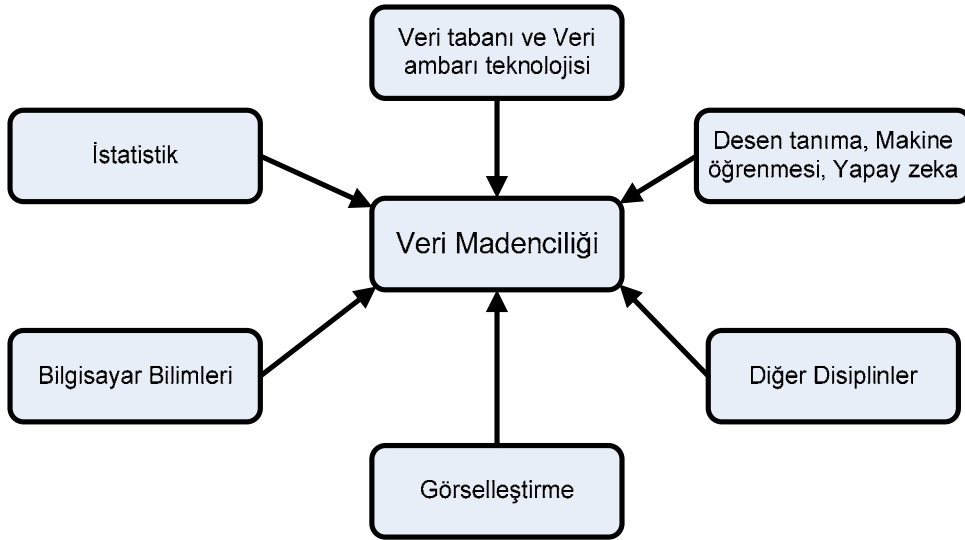 Veri tabanı ve Veri
ambarı teknolojisi
İstatistik
Desen tanıma, Makine
öğrenmesi, Yapay zeka
Veri Madenciliği
Bilgisayar Bilimleri
Diğer Disiplinler
Görselleştirme